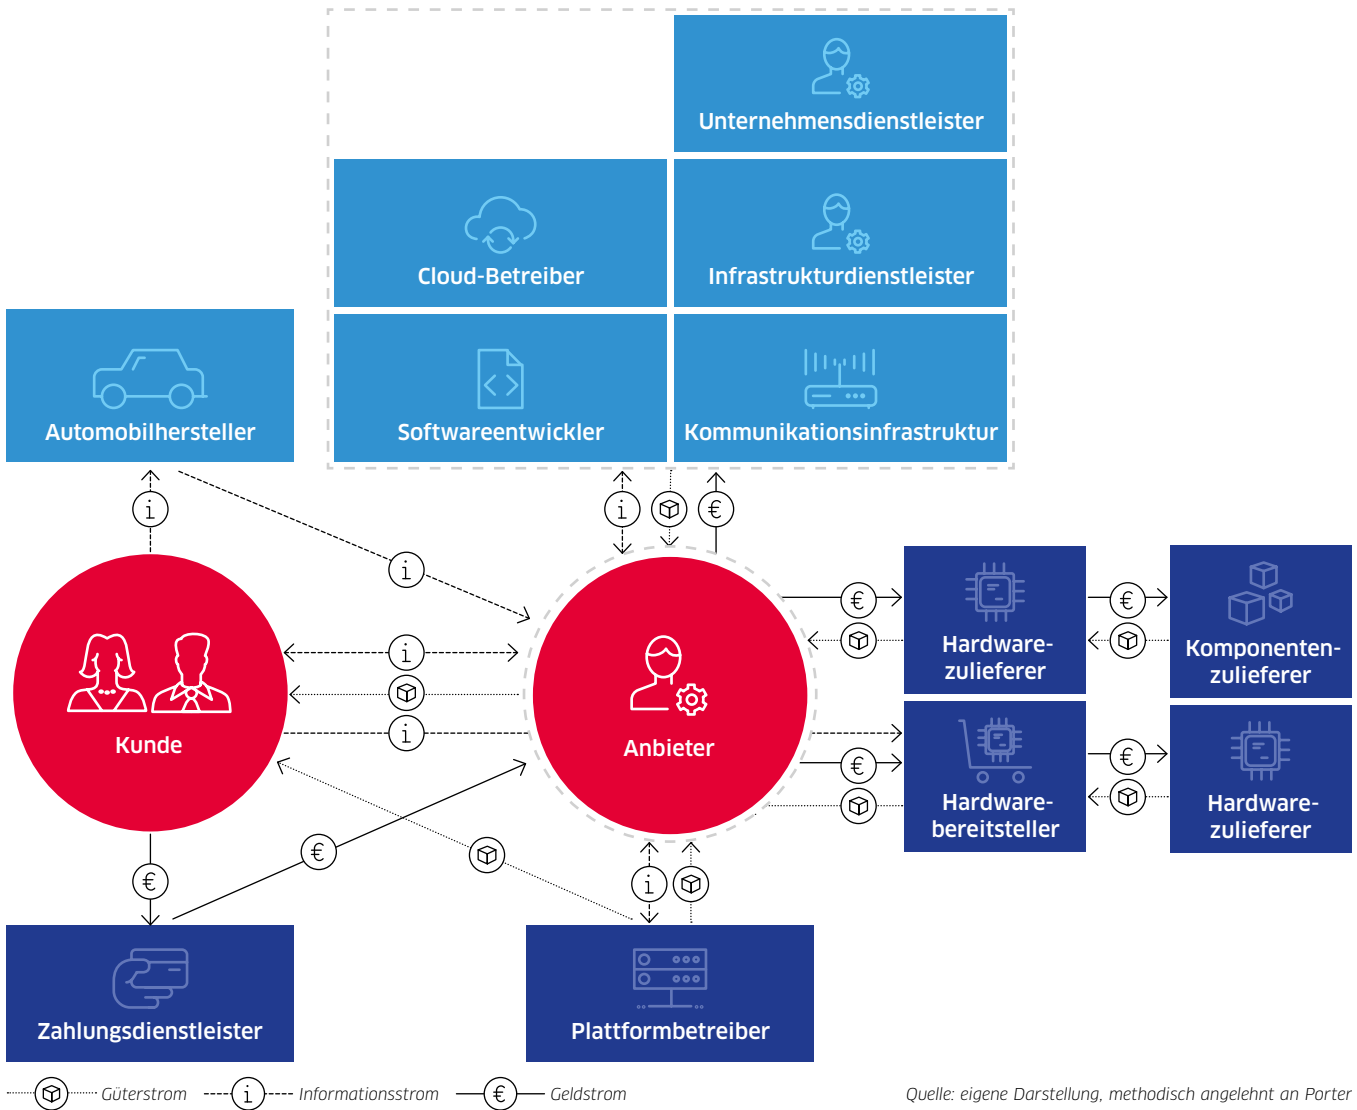 Unternehmensdienstleister
Cloud-Betreiber
Infrastrukturdienstleister
Automobilhersteller
Softwareentwickler
Kommunikationsinfrastruktur
i
i
€
i
i
i
€
€
€
€
€
€
i
Kunde
Anbieter
Hardware-
zulieferer
Komponenten-
zulieferer
Hardware-
bereitsteller
Hardware-
zulieferer
Zahlungsdienstleister
Plattformbetreiber
Güterstrom
i
Informationsstrom
€
Geldstrom
Quelle: eigene Darstellung, methodisch angelehnt an Porter